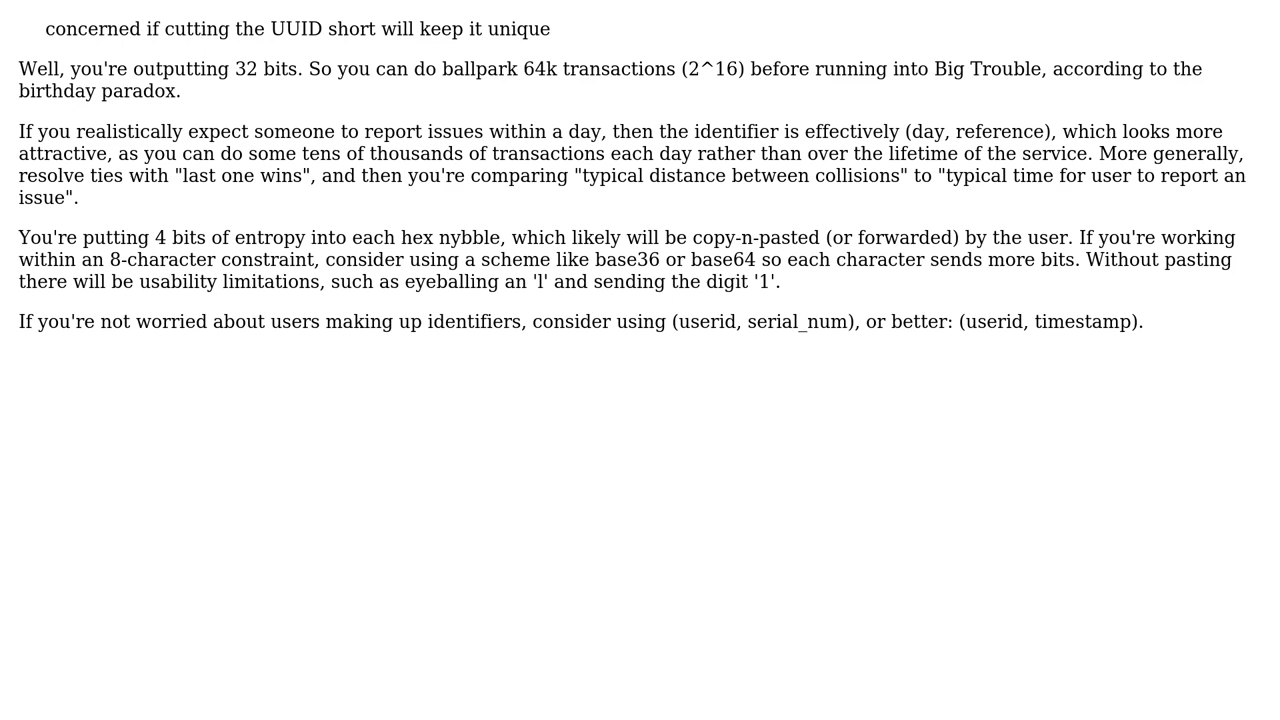 concerned if cutting the UUID short will keep it unique
Well, you're outputting 32 bits. So you can do ballpark 64k transactions (2^16) before running into Big Trouble, according to the
birthday paradox.
If you realistically expect someone to report issues within a day, then the identifier is effectively (day, reference), which looks more
attractive, as you can do some tens of thousands of transactions each day rather than over the lifetime of the service. More generally,
resolve ties with "last one wins", and then you're comparing "typical distance between collisions" to "typical time for user to report an
issue".
You're putting 4 bits of entropy into each hex nybble, which likely will be copy-n-pasted (or forwarded) by the user. If you're working
within an 8-character constraint, consider using a scheme like base36 or base64 so each character sends more bits. Without pasting
there will be usability limitations, such as eyeballing an 'l' and sending the digit '1'.
If you're not worried about users making up identifiers, consider using (userid, serial_num), or better: (userid, timestamp).